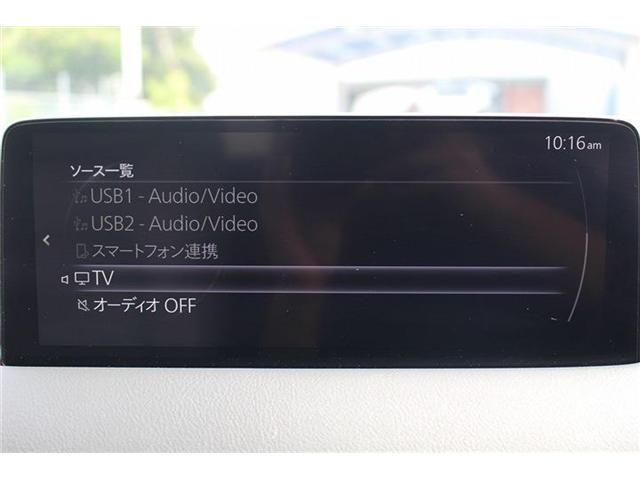 10:16am
ソース一覧
USB1 - Audio/Video
USB2 - Audio/Video
スマートフォン連携
TV
オーディオ OFF